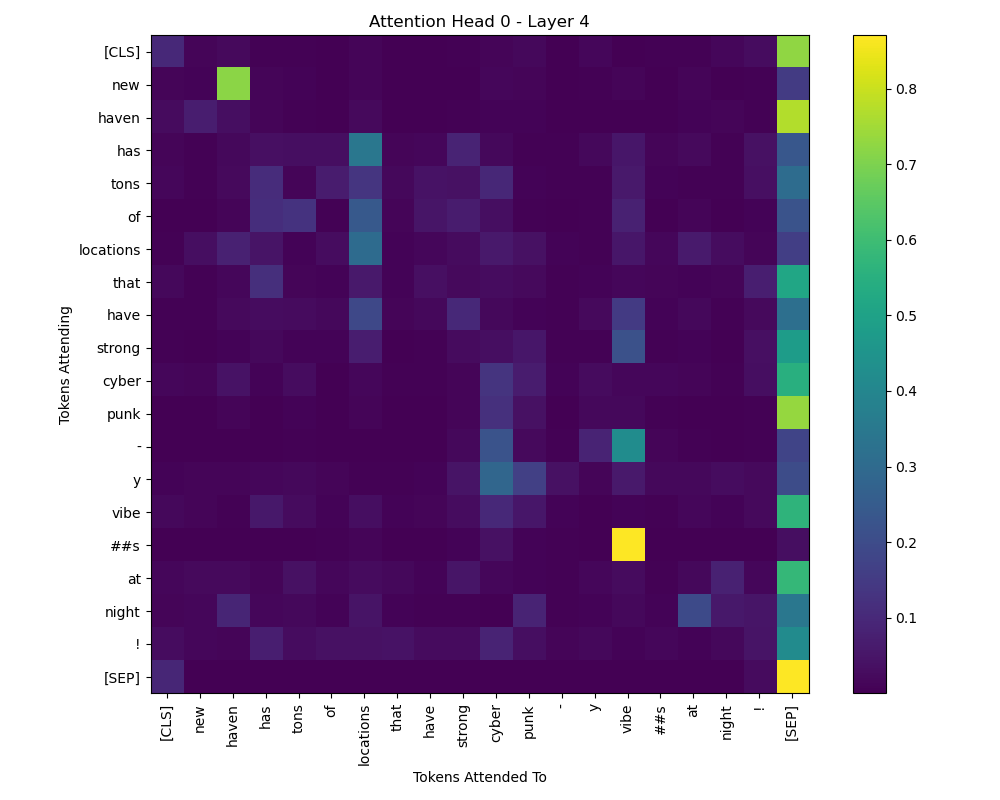 Attention Head 0 - Layer 4
[CLS]
new
haven
has
tons
of
locations
that
have
strong
cyber
punk
-
y
vibe
##s
at
night
!
[SEP]
Tokens Attending
[CLS]
new
haven
has
tons
of
locations
that
have
strong
cyber
punk
-
y
vibe
##s
at
night
!
[SEP]
Tokens Attended To
0.8
0.7
0.6
0.5
0.4
0.3
0.2
0.1